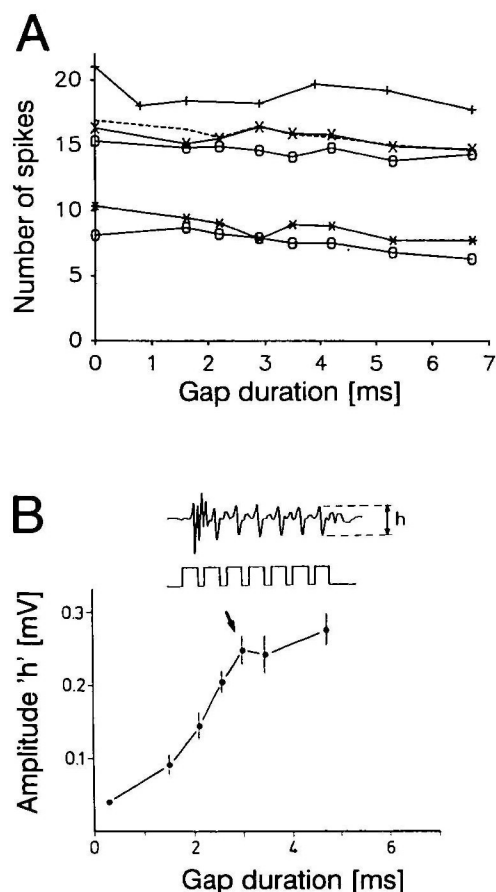 A
Number of spikes
20
15
10
5
0
0 1 2 3 4 5 6 7
Gap duration [ms]
B
h
Amplitude 'h' [mV]
0.3
0.2
0.1
0 2 4 6
Gap duration [ms]